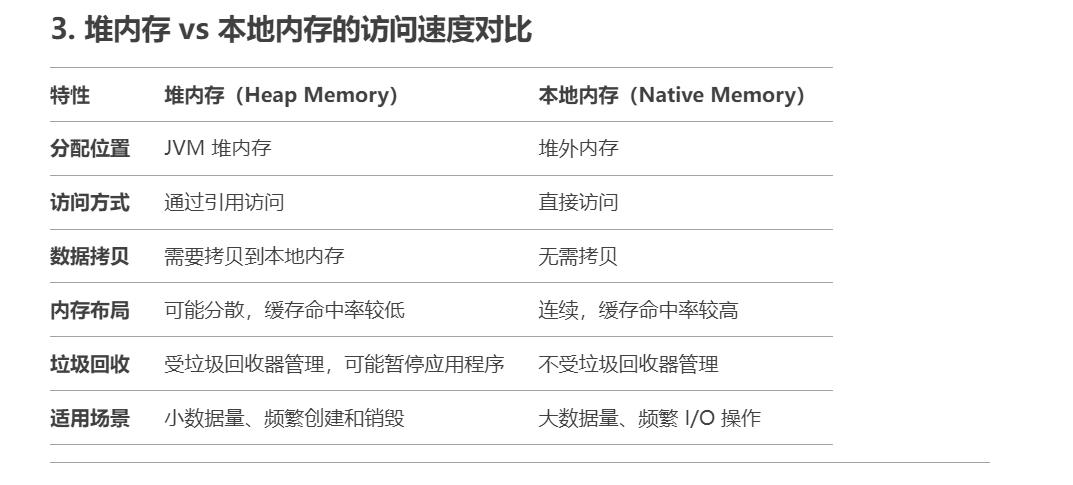 3. 堆内存 vs 本地内存的访问速度对比
特性 堆内存（Heap Memory） 本地内存（Native Memory）
分配位置 JVM 堆内存 堆外内存
访问方式 通过引用访问 直接访问
数据拷贝 需要拷贝到本地内存 无需拷贝
内存布局 可能分散，缓存命中率较低 连续，缓存命中率较高
垃圾回收 受垃圾回收器管理，可能暂停应用程序 不受垃圾回收器管理
适用场景 小数据量、频繁创建和销毁 大数据量、频繁 I/O 操作